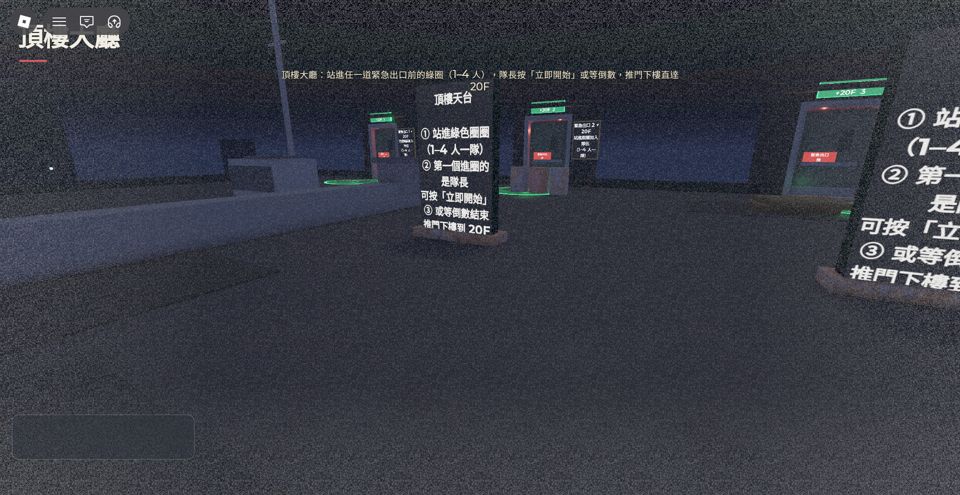 頂樓大廳
頂樓大廳：站進任一道緊急出口前的綠圈（1–4 人），隊長按「立即開始」或等倒數，推門下樓直達
20F
頂樓天台
① 站進綠色圈圈
（1–4 人一隊）
② 第一個進圈的
是隊長
可按「立即開始」
③ 或等倒數結束
推門下樓到 20F
緊急出口 2
20F
+20F 3
緊急出口
① 站
（1–4
② 第一
是
可按「立
③ 或等倒
推門下樓到